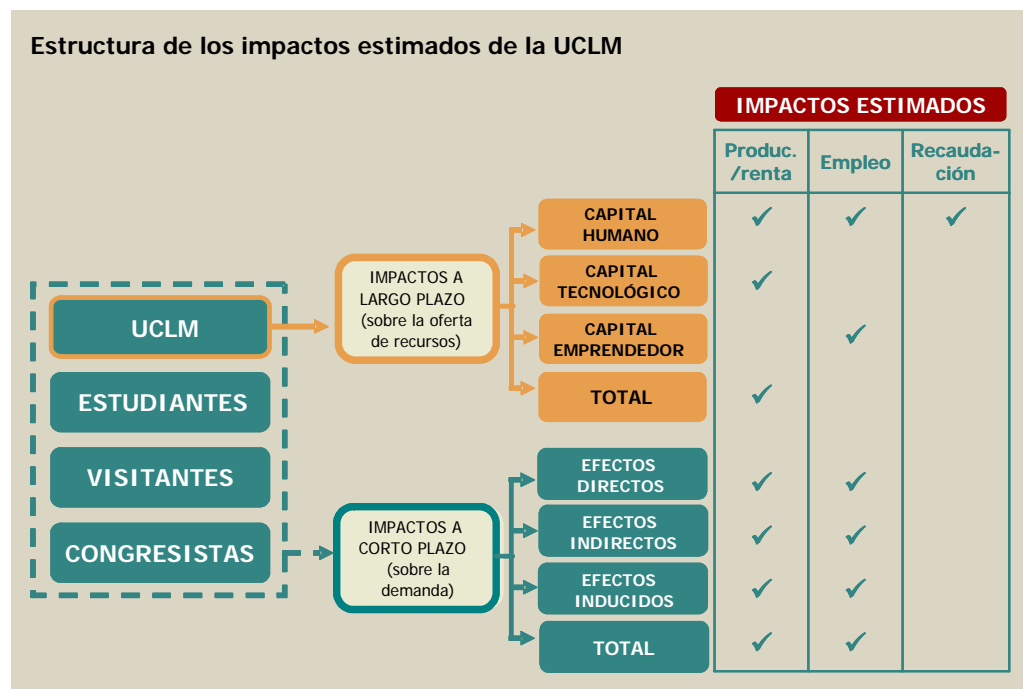 Estructura de los impactos estimados de la UCLM
IMPACTOS ESTIMADOS
Produc.
/renta
Empleo
Recauda-
ción
UCLM
ESTUDIANTES
VISITANTES
CONGRESISTAS
IMPACTOS A
LARGO PLAZO
(sobre la oferta
de recursos)
CAPITAL
HUMANO
CAPITAL
TECNOLÓGICO
CAPITAL
EMPRENDEDOR
TOTAL
IMPACTOS A
CORTO PLAZO
(sobre la
demanda)
EFECTOS
DIRECTOS
EFECTOS
INDIRECTOS
EFECTOS
INDUCIDOS
TOTAL